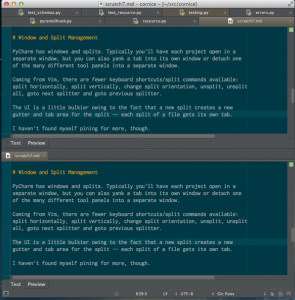 scratch7.md - cornice - [~/src/cornice]
test_schemas.py
test_resource.py
testing.py
errors.py
pyramidhook.py
resource.py
scratch7.md
# Window and Split Management
PyCharm has windows and splits. Typically you'll have each project open in a
separate window, but you can also yank a tab into its own window or detach one
of the many different tool panels into a separate window.
Coming from Vim, there are fewer keyboard shortcuts/split commands available:
split horizontally, split vertically, change split orientation, unsplit, unsplit
all, goto next splitter and goto previous splitter.
The UI is a little bulkier owing to the fact that a new split creates a new
gutter and tab area for the split -- each split of a file gets its own tab.
I haven't found myself pining for more, though.
Text Preview
scratch7.md
# Window and Split Management
PyCharm has windows and splits. Typically you'll have each project open in a
separate window, but you can also yank a tab into its own window or detach one
of the many different tool panels into a separate window.
Coming from Vim, there are fewer keyboard shortcuts/split commands available:
split horizontally, split vertically, change split orientation, unsplit, unsplit
all, goto next splitter and goto previous splitter.
The UI is a little bulkier owing to the fact that a new split creates a new
gutter and tab area for the split -- each split of a file gets its own tab.
I haven't found myself pining for more, though.
Text Preview
LF UTF-8